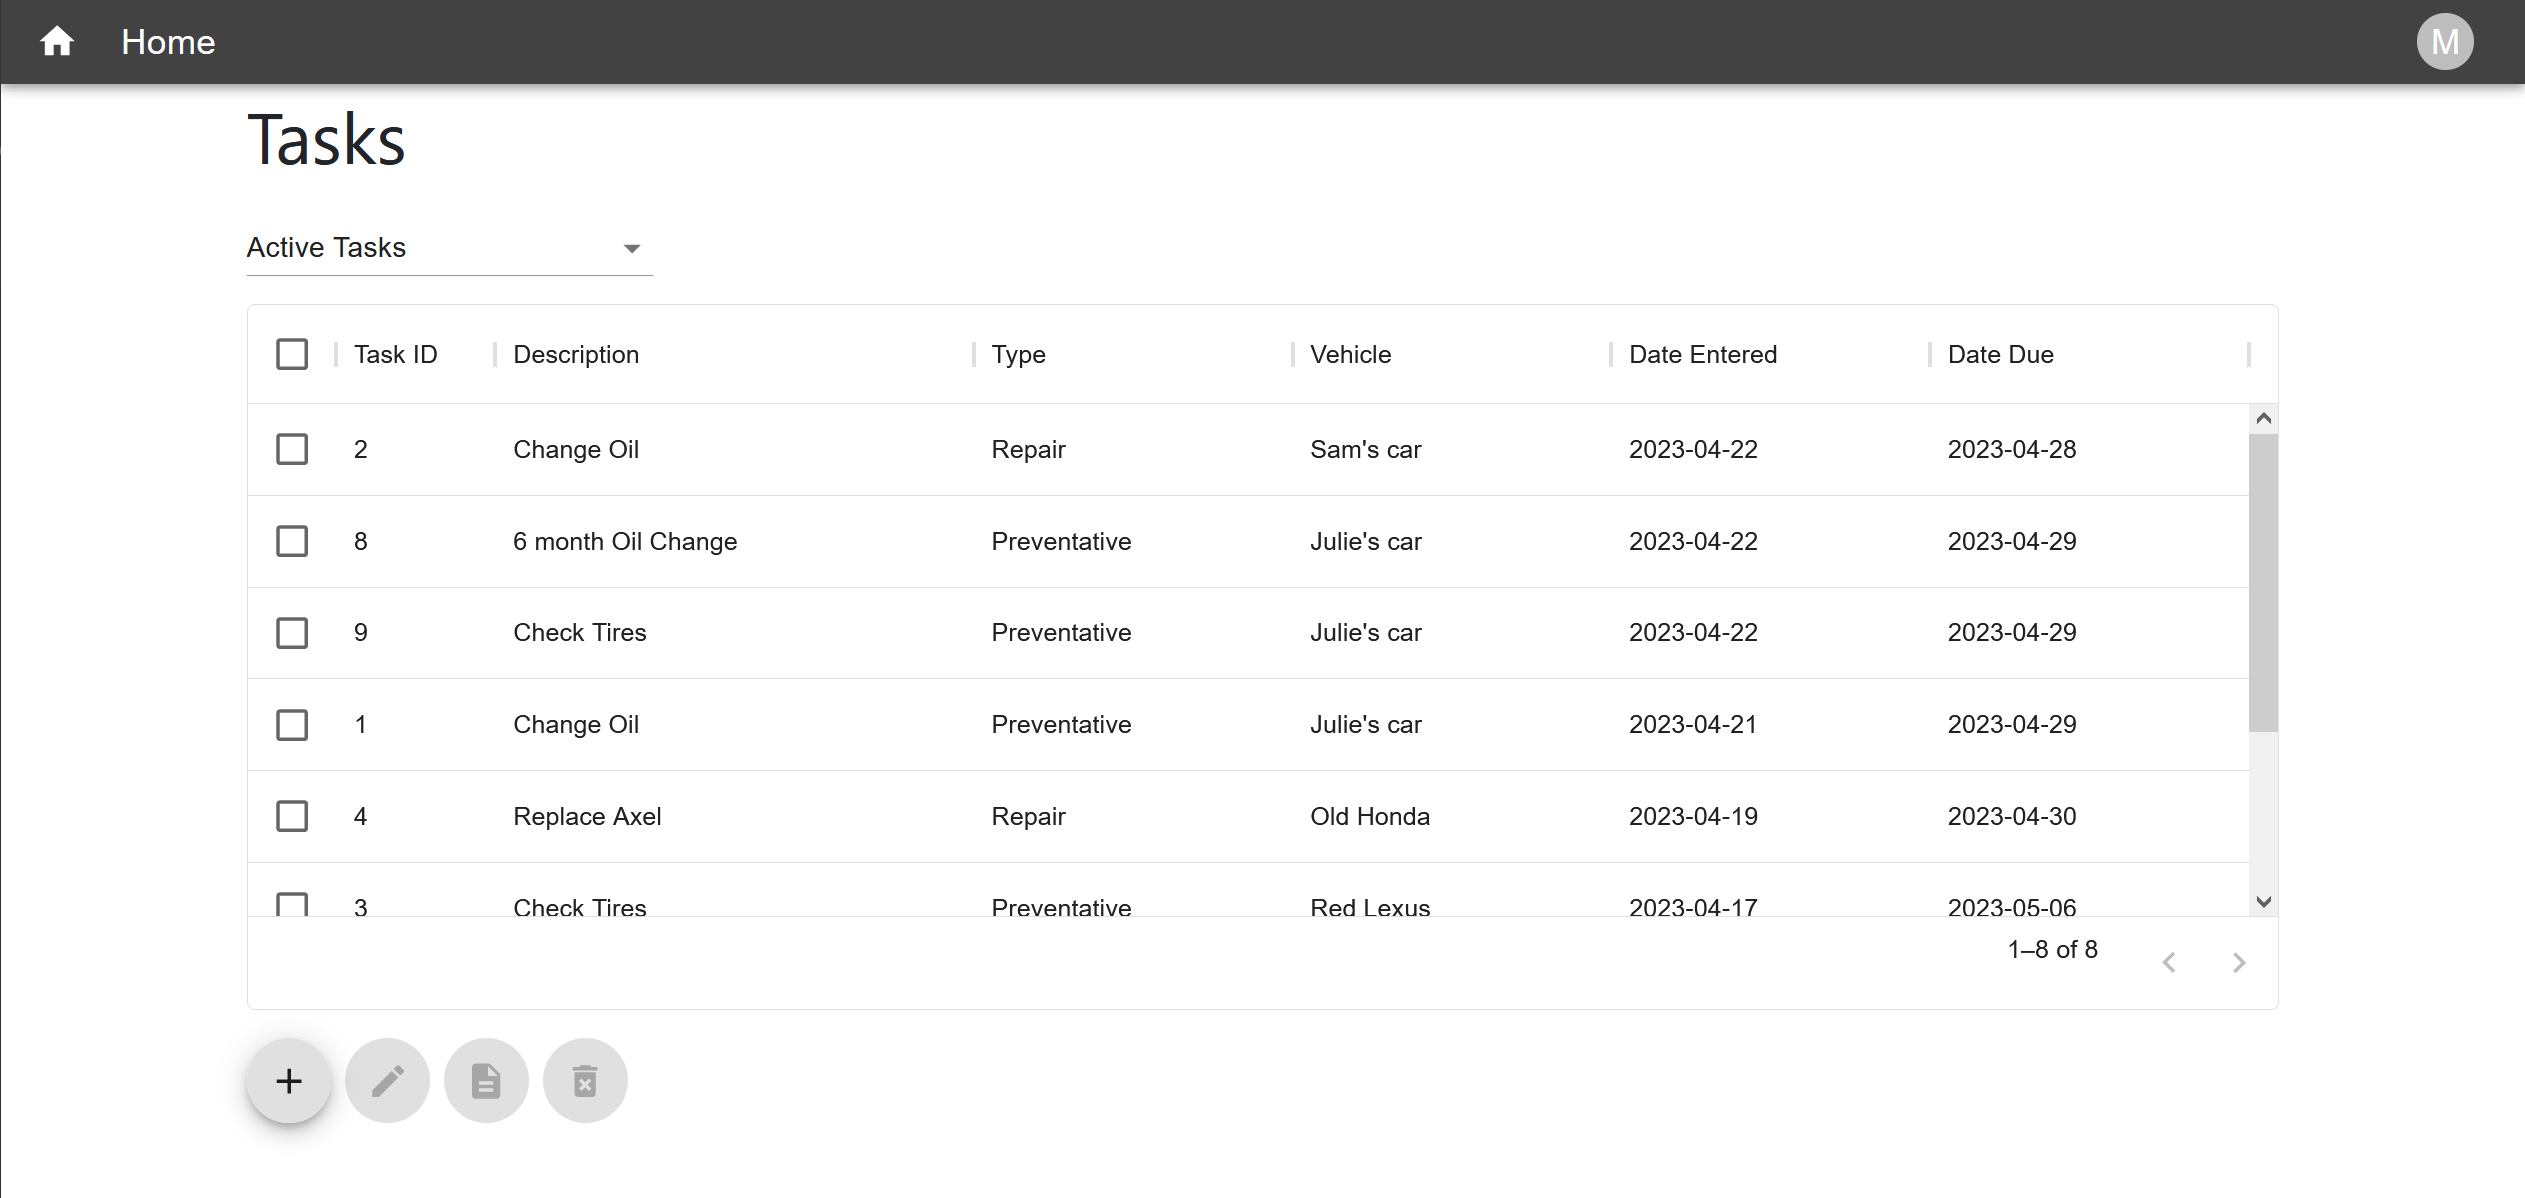 Home M
Tasks
Active Tasks
Task ID Description Type Vehicle Date Entered Date Due
2 Change Oil Repair Sam's car 2023-04-22 2023-04-28
8 6 month Oil Change Preventative Julie's car 2023-04-22 2023-04-29
9 Check Tires Preventative Julie's car 2023-04-22 2023-04-29
1 Change Oil Preventative Julie's car 2023-04-21 2023-04-29
4 Replace Axel Repair Old Honda 2023-04-19 2023-04-30
3 Check Tires Preventative Red Lexus 2023-04-17 2023-05-06
1–8 of 8